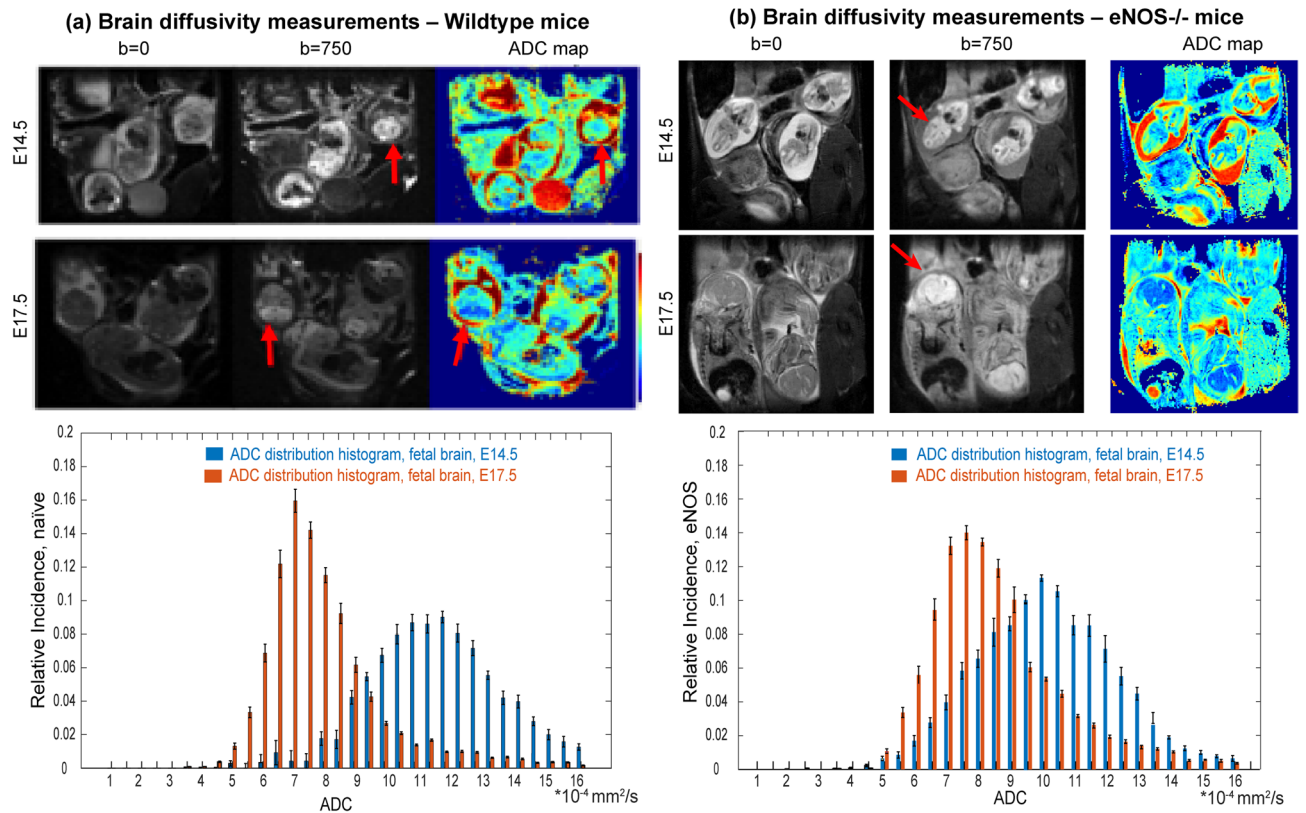 (a) Brain diffusivity measurements – Wildtype mice
b=0 b=750 ADC map
E14.5
E17.5
0.2
0.18
0.16
0.14
0.12
0.1
0.08
0.06
0.04
0.02
0
Relative Incidence, naïve
ADC distribution histogram, fetal brain, E14.5
ADC distribution histogram, fetal brain, E17.5
1 2 3 4 5 6 7 8 9 10 11 12 13 14 15 16
ADC
*10-4 mm2/s
(b) Brain diffusivity measurements – eNOS-/- mice
b=0 b=750 ADC map
E14.5
E17.5
0.2
0.18
0.16
0.14
0.12
0.1
0.08
0.06
0.04
0.02
0
Relative Incidence, eNOS
ADC distribution histogram, fetal brain, E14.5
ADC distribution histogram, fetal brain, E17.5
1 2 3 4 5 6 7 8 9 10 11 12 13 14 15 16
ADC
*10-4 mm2/s